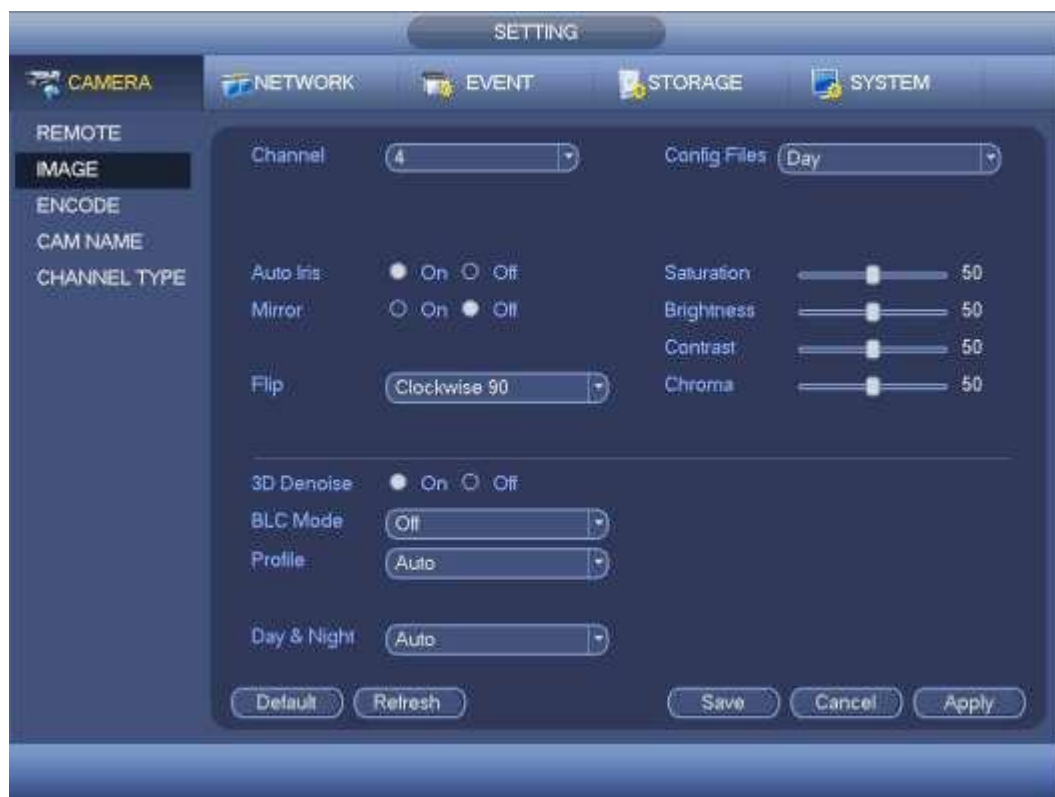 SETTING
CAMERA NETWORK EVENT STORAGE SYSTEM
REMOTE
IMAGE
ENCODE
CAM NAME
CHANNEL TYPE
Channel 4 Config Files Day
Auto Iris On Off Saturation 50
Mirror On Off Brightness 50
Contrast 50
Flip Clockwise 90 Chroma 50
3D Denoise On Off
BLC Mode Off
Profile Auto
Day & Night Auto
Default Refresh Save Cancel Apply